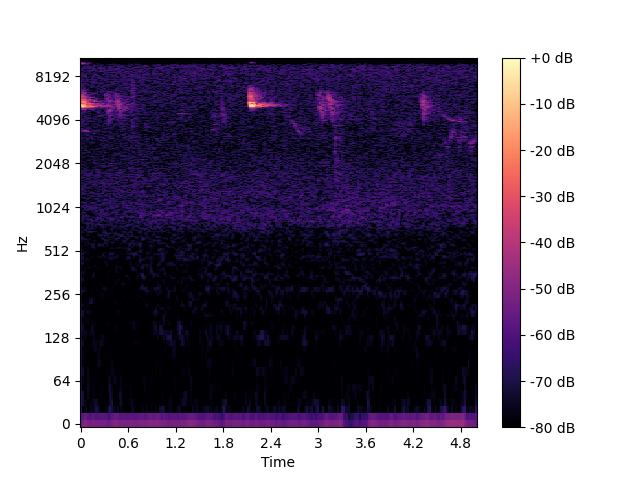 8192
4096
2048
1024
512
256
128
64
0
Hz
0 0.6 1.2 1.8 2.4 3 3.6 4.2 4.8
Time
+0 dB
-10 dB
-20 dB
-30 dB
-40 dB
-50 dB
-60 dB
-70 dB
-80 dB